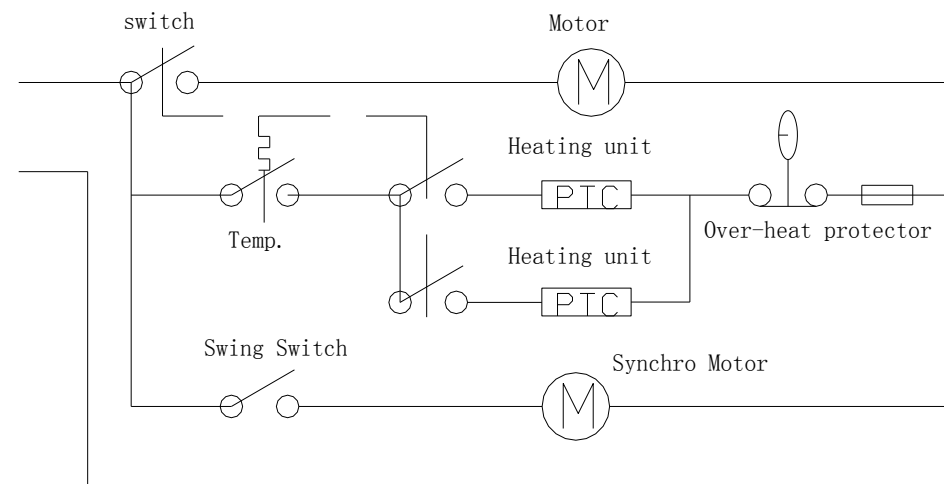 switch
Motor
M
Heating unit
PTC
Temp.
Over-heat protector
Heating unit
PTC
Swing Switch
Synchro Motor
M